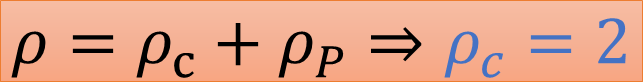 ρ = ρ_c + ρ_P ⇒ ρ_c = 2